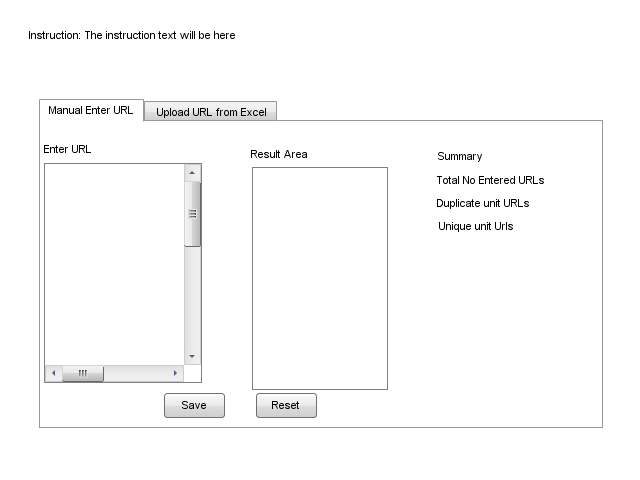 Instruction: The instruction text will be here
Manual Enter URL
Upload URL from Excel
Enter URL
Result Area
Summary
Total No Entered URLs
Duplicate unit URLs
Unique unit Urls
Save
Reset